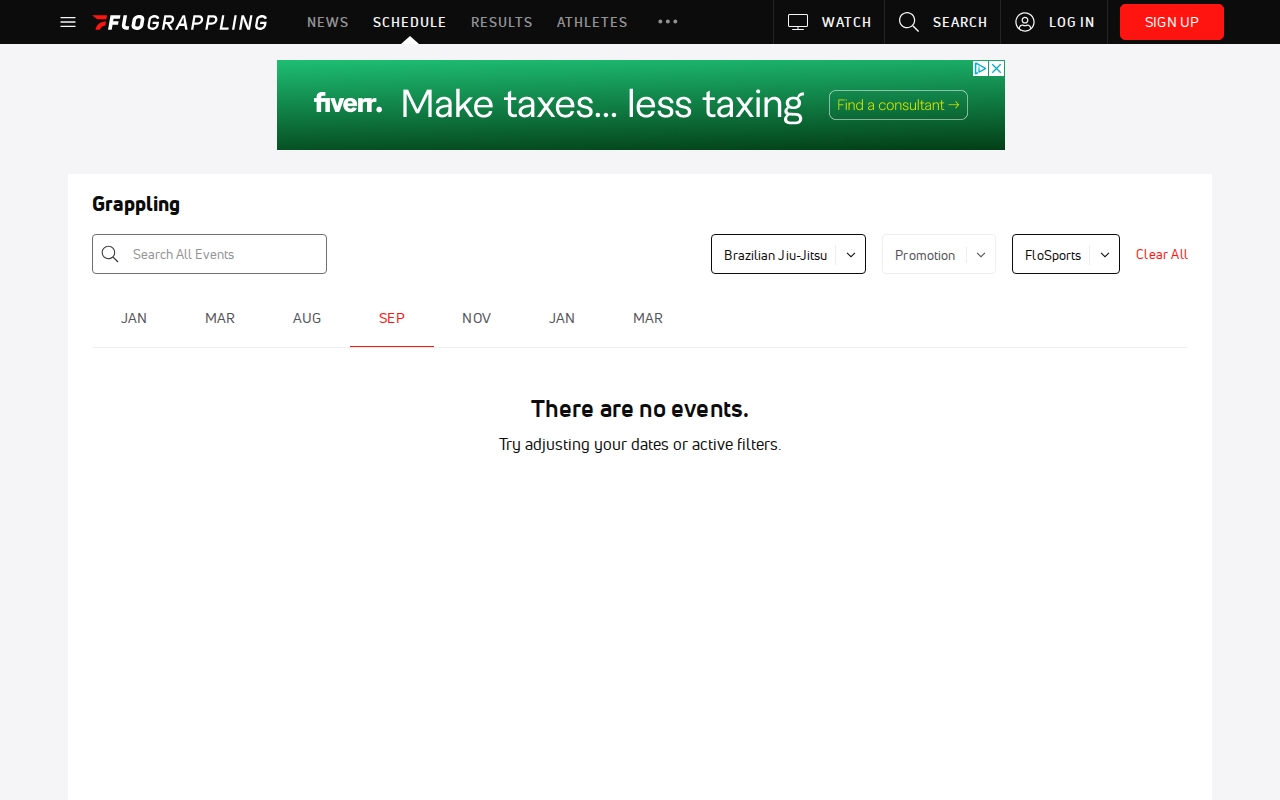 FLOGRAPPLING NEWS SCHEDULE RESULTS ATHLETES WATCH SEARCH LOG IN SIGN UP
fiverr. Make taxes... less taxing Find a consultant →
Grappling
Search All Events Brazilian Jiu-Jitsu Promotion FloSports Clear All
JAN MAR AUG SEP NOV JAN MAR
There are no events.
Try adjusting your dates or active filters.